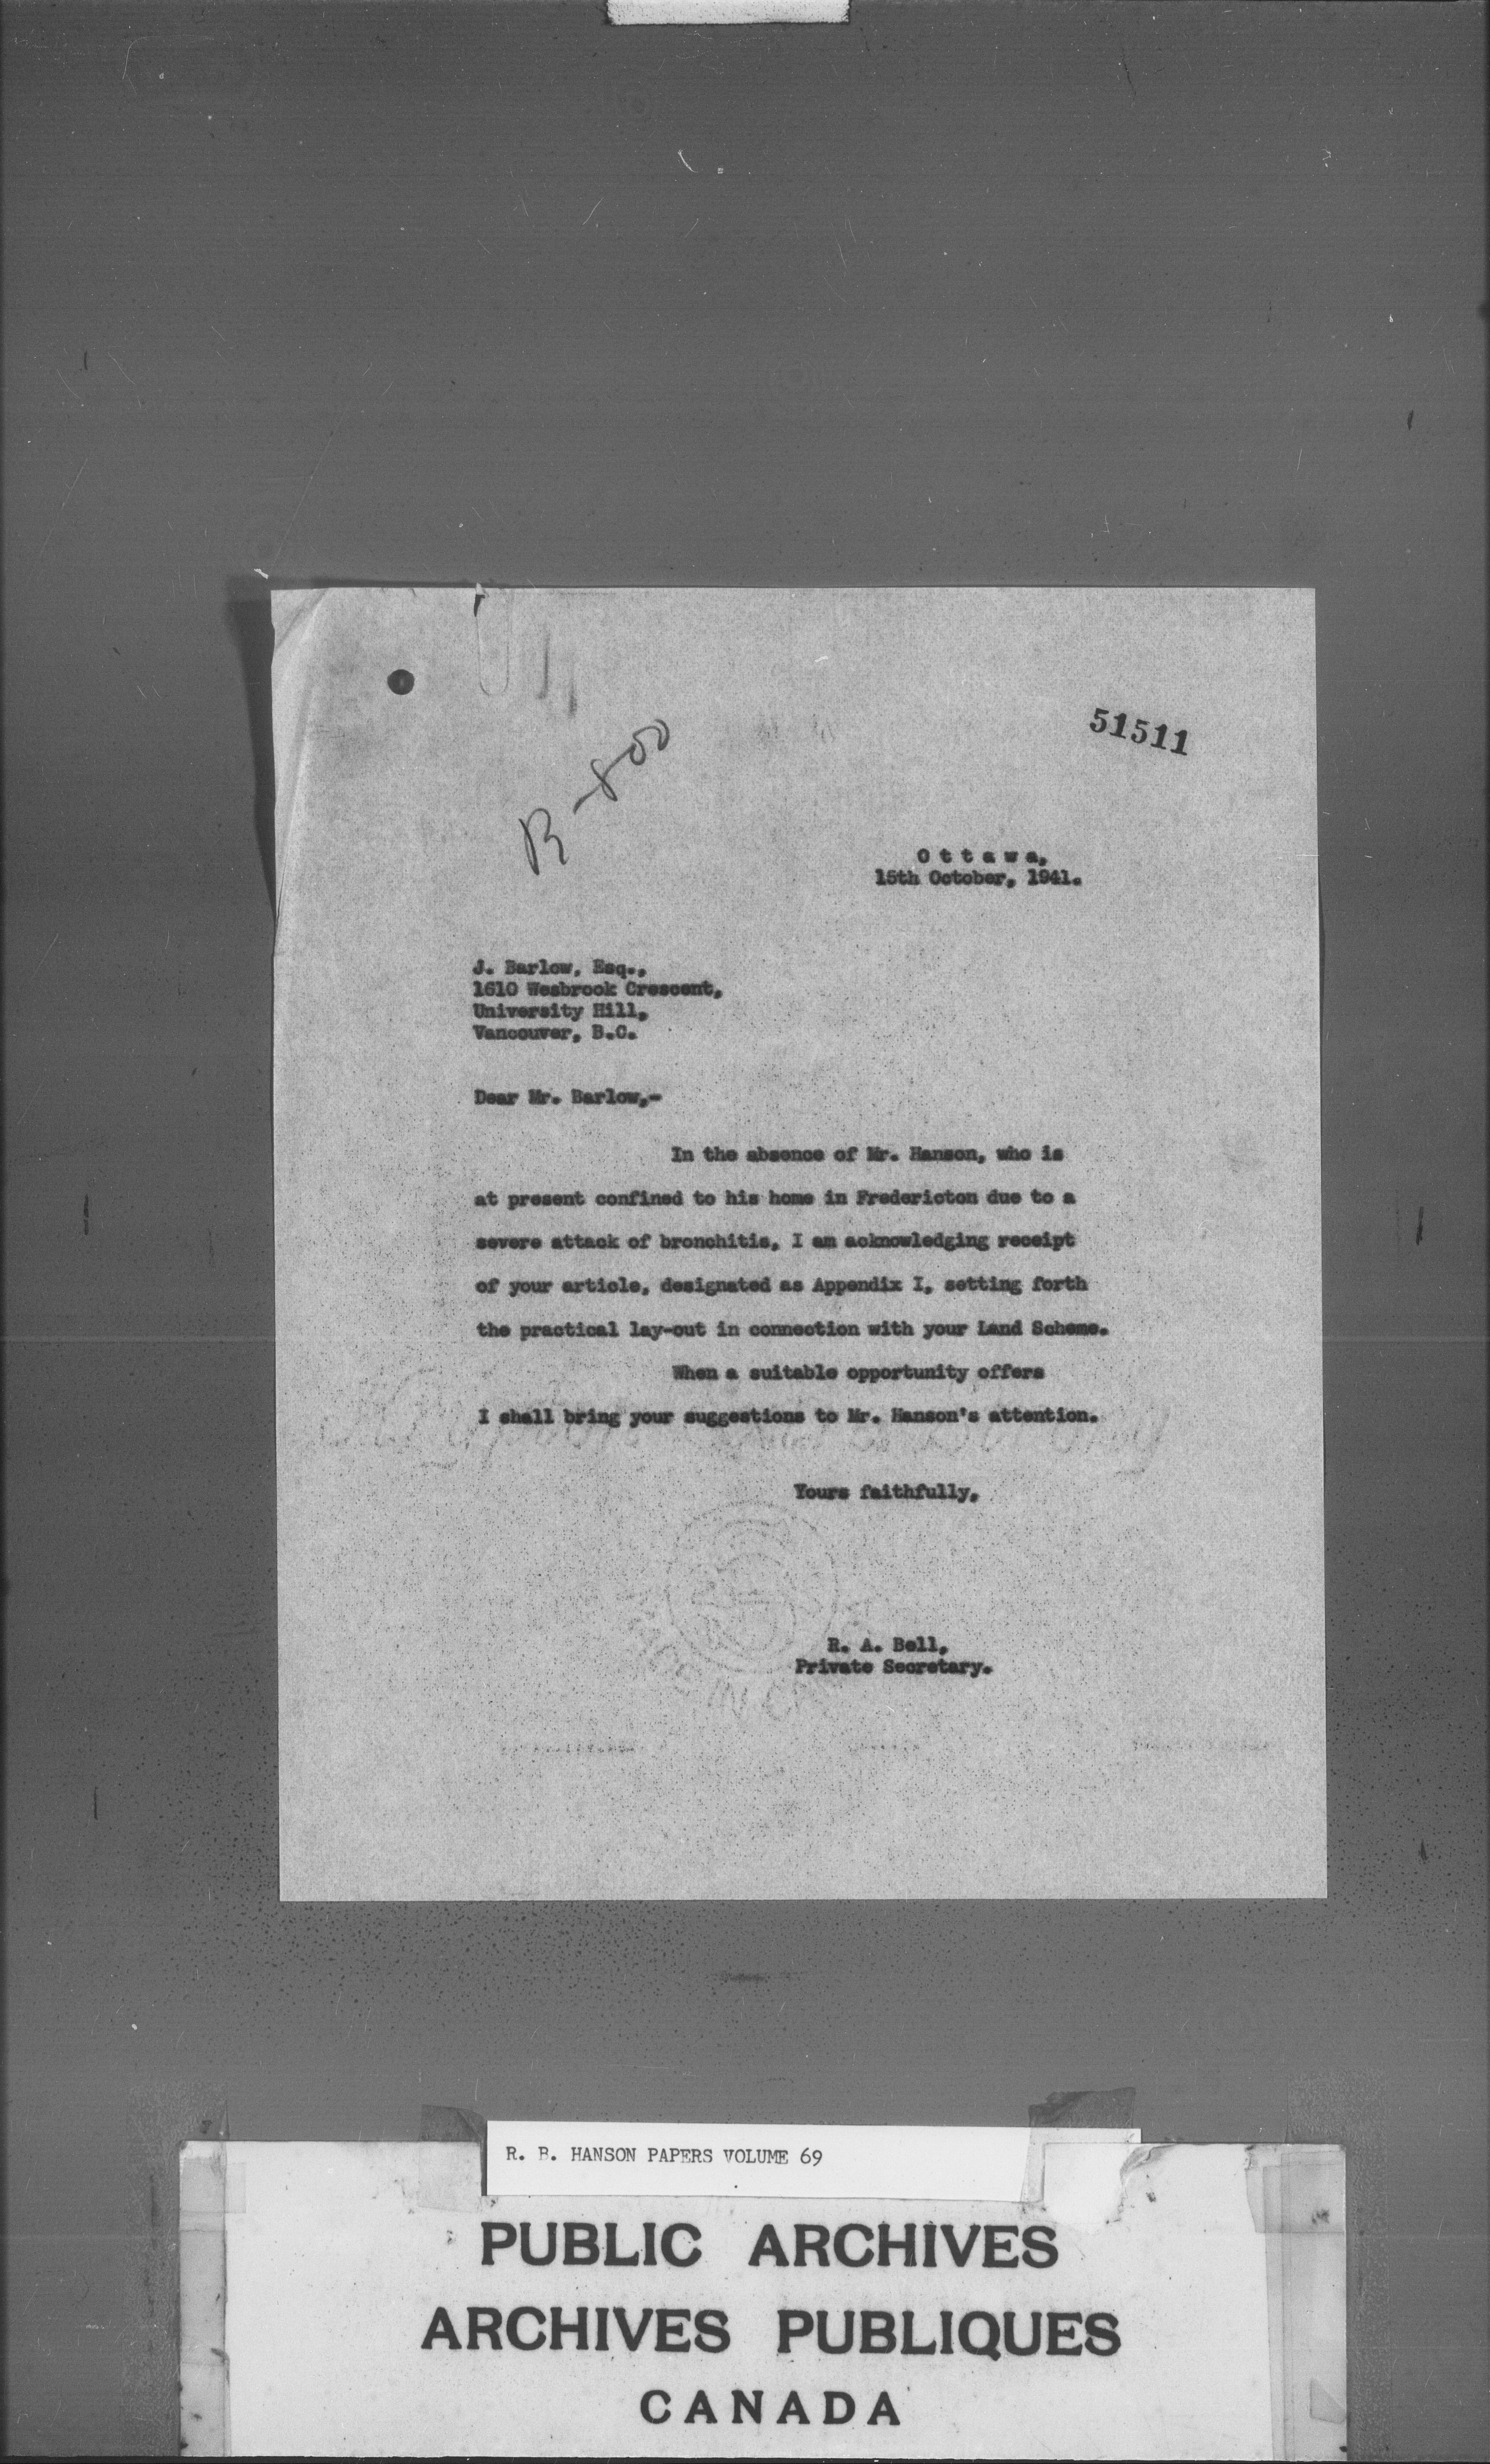 51511
R-800
Ottawa,
15th October, 1941.
J. Barlow, Esq.,
1610 Wesbrook Crescent,
University Hill,
Vancouver, B.C.
Dear Mr. Barlow,-
In the absence of Mr. Hanson, who is
at present confined to his home in Fredericton due to a
severe attack of bronchitis, I am acknowledging receipt
of your article, designated as Appendix I, setting forth
the practical lay-out in connection with your Land Scheme.
When a suitable opportunity offers
I shall bring your suggestions to Mr. Hanson's attention.
Yours faithfully,
R. A. Bell,
Private Secretary.
R. B. HANSON PAPERS VOLUME 69
PUBLIC ARCHIVES
ARCHIVES PUBLIQUES
CANADA